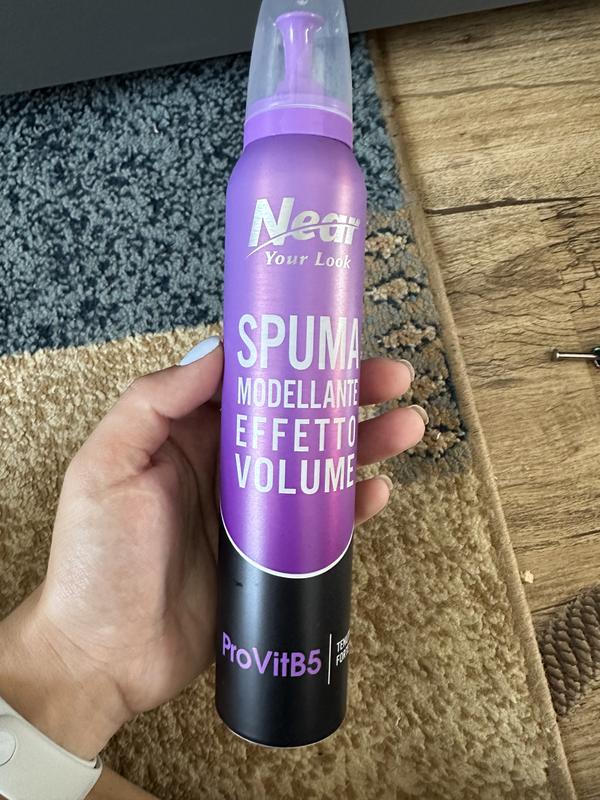 Near
Your Look
SPUMA
MODELLANTE
EFFETTO
VOLUME
ProVitB5